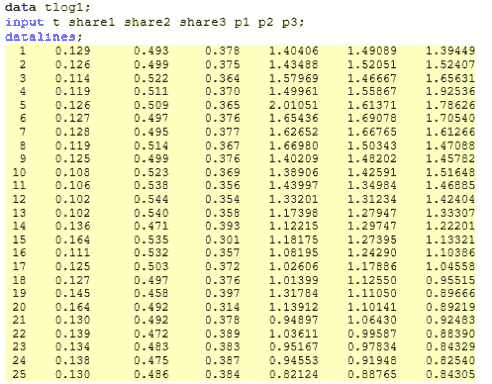 data tlog1;
input t share1 share2 share3 p1 p2 p3;
datalines;
1 0.129 0.493 0.378 1.40406 1.49089 1.39449
2 0.126 0.499 0.375 1.43488 1.52051 1.52407
3 0.114 0.522 0.364 1.57969 1.46667 1.65631
4 0.119 0.511 0.370 1.49961 1.55867 1.92536
5 0.126 0.509 0.365 2.01051 1.61371 1.78626
6 0.127 0.497 0.376 1.65436 1.69078 1.70540
7 0.128 0.495 0.377 1.62652 1.66765 1.61266
8 0.119 0.514 0.367 1.66980 1.50343 1.47088
9 0.125 0.499 0.376 1.40209 1.48202 1.45782
10 0.108 0.523 0.369 1.38906 1.42591 1.51648
11 0.106 0.538 0.356 1.43997 1.34984 1.46885
12 0.102 0.544 0.354 1.33201 1.31234 1.42404
13 0.102 0.540 0.358 1.17398 1.27947 1.33307
14 0.136 0.471 0.393 1.12215 1.29747 1.22201
15 0.164 0.535 0.301 1.18175 1.27395 1.13321
16 0.111 0.532 0.357 1.08195 1.24290 1.10386
17 0.125 0.503 0.372 1.02606 1.17886 1.04558
18 0.127 0.497 0.376 1.01399 1.12550 0.95515
19 0.145 0.458 0.397 1.31784 1.11050 0.89666
20 0.164 0.492 0.314 1.13912 1.10141 0.89219
21 0.130 0.492 0.378 0.94897 1.06430 0.92483
22 0.139 0.472 0.389 1.03611 0.99587 0.88390
23 0.134 0.483 0.383 0.95167 0.97834 0.84329
24 0.138 0.475 0.387 0.94553 0.91948 0.82540
25 0.130 0.486 0.384 0.82124 0.88765 0.84305